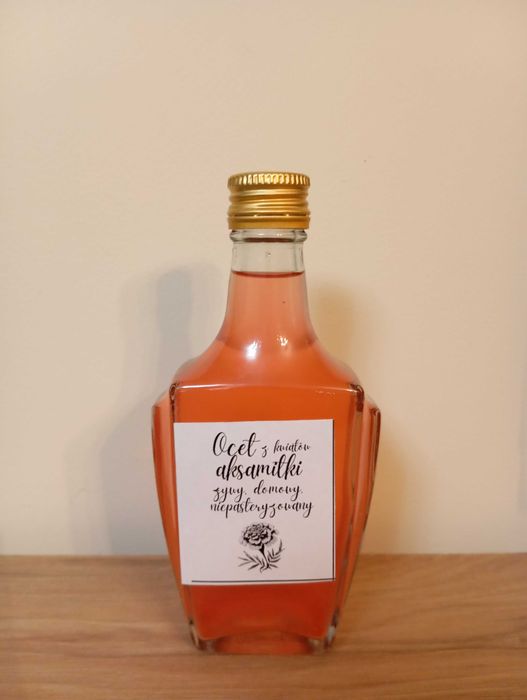 Ocet z kwiatów
aksamitki
żywy, domowy,
niepasteryzowany